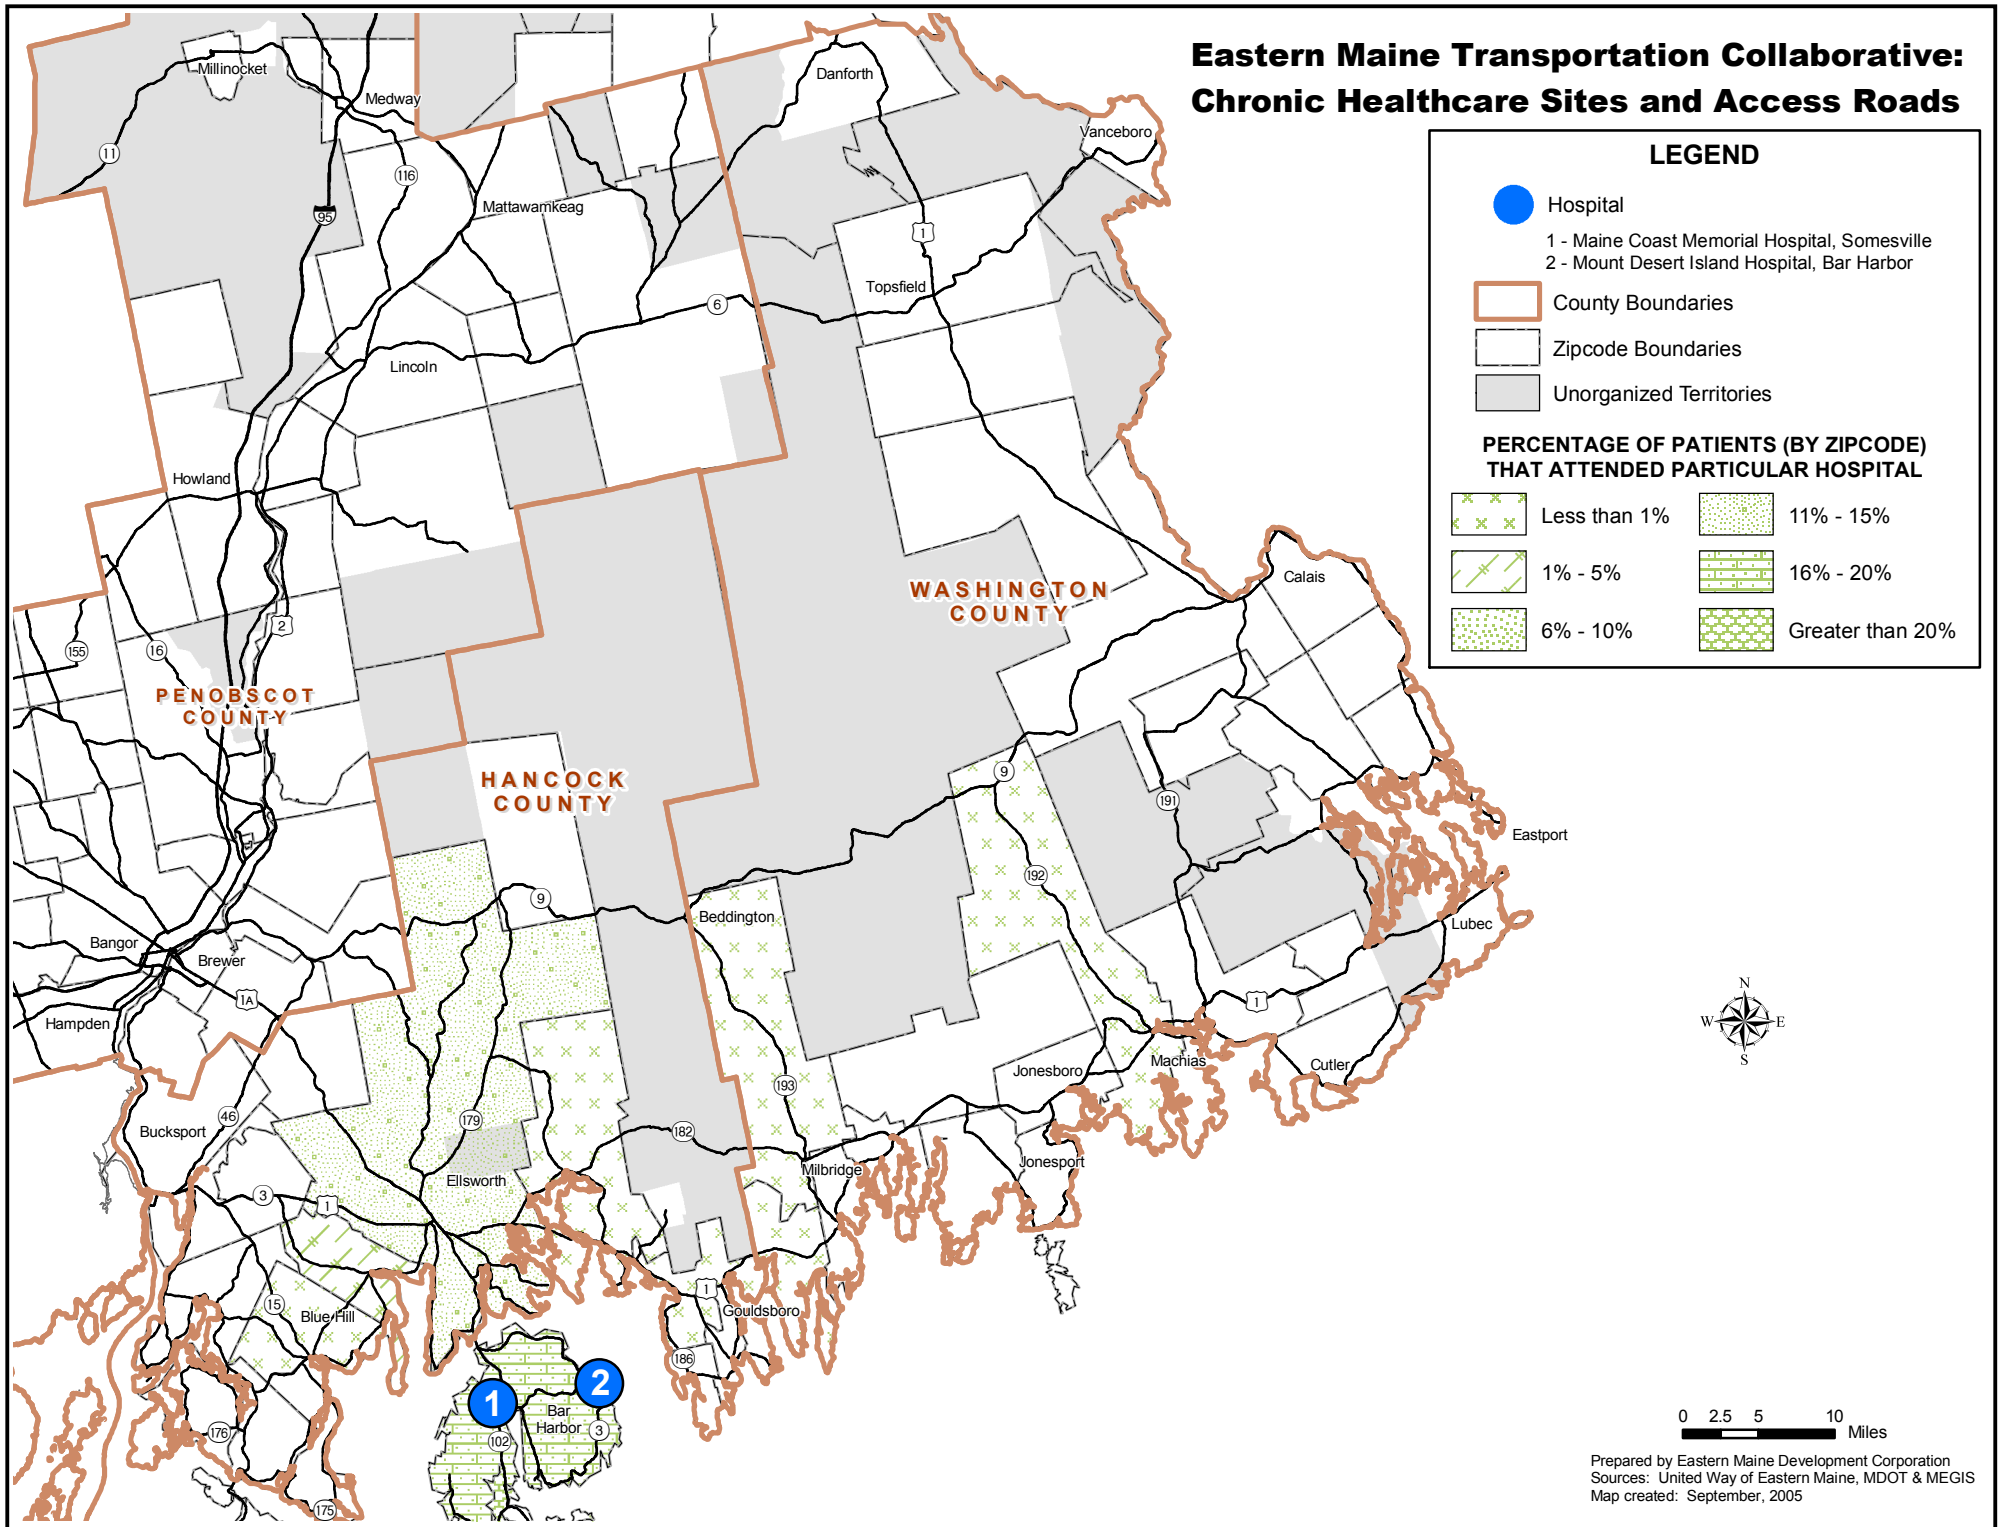 Eastern Maine Transportation Collaborative:
Chronic Healthcare Sites and Access Roads
LEGEND
Hospital
1 - Maine Coast Memorial Hospital, Somesville
2 - Mount Desert Island Hospital, Bar Harbor
County Boundaries
Zipcode Boundaries
Unorganized Territories
PERCENTAGE OF PATIENTS (BY ZIPCODE)
THAT ATTENDED PARTICULAR HOSPITAL
Less than 1%
11% - 15%
1% - 5%
16% - 20%
6% - 10%
Greater than 20%
Millinocket
Medway
Danforth
Vanceboro
11
116
95
Mattawamkeag
1
Topsfield
6
Lincoln
Howland
Calais
WASHINGTON
COUNTY
2
155
16
PENOBSCOT
COUNTY
HANCOCK
COUNTY
9
191
Eastport
192
9
Beddington
Lubec
Bangor
Brewer
1A
1
Hampden
N
W
E
S
Machias
Cutler
Jonesboro
193
46
179
182
Bucksport
Milbridge
Jonesport
Ellsworth
3
1
1
15
Blue Hill
Gouldsboro
186
1
2
Bar
Harbor
3
102
176
175
0 2.5 5 10
Miles
Prepared by Eastern Maine Development Corporation
Sources: United Way of Eastern Maine, MDOT & MEGIS
Map created: September, 2005